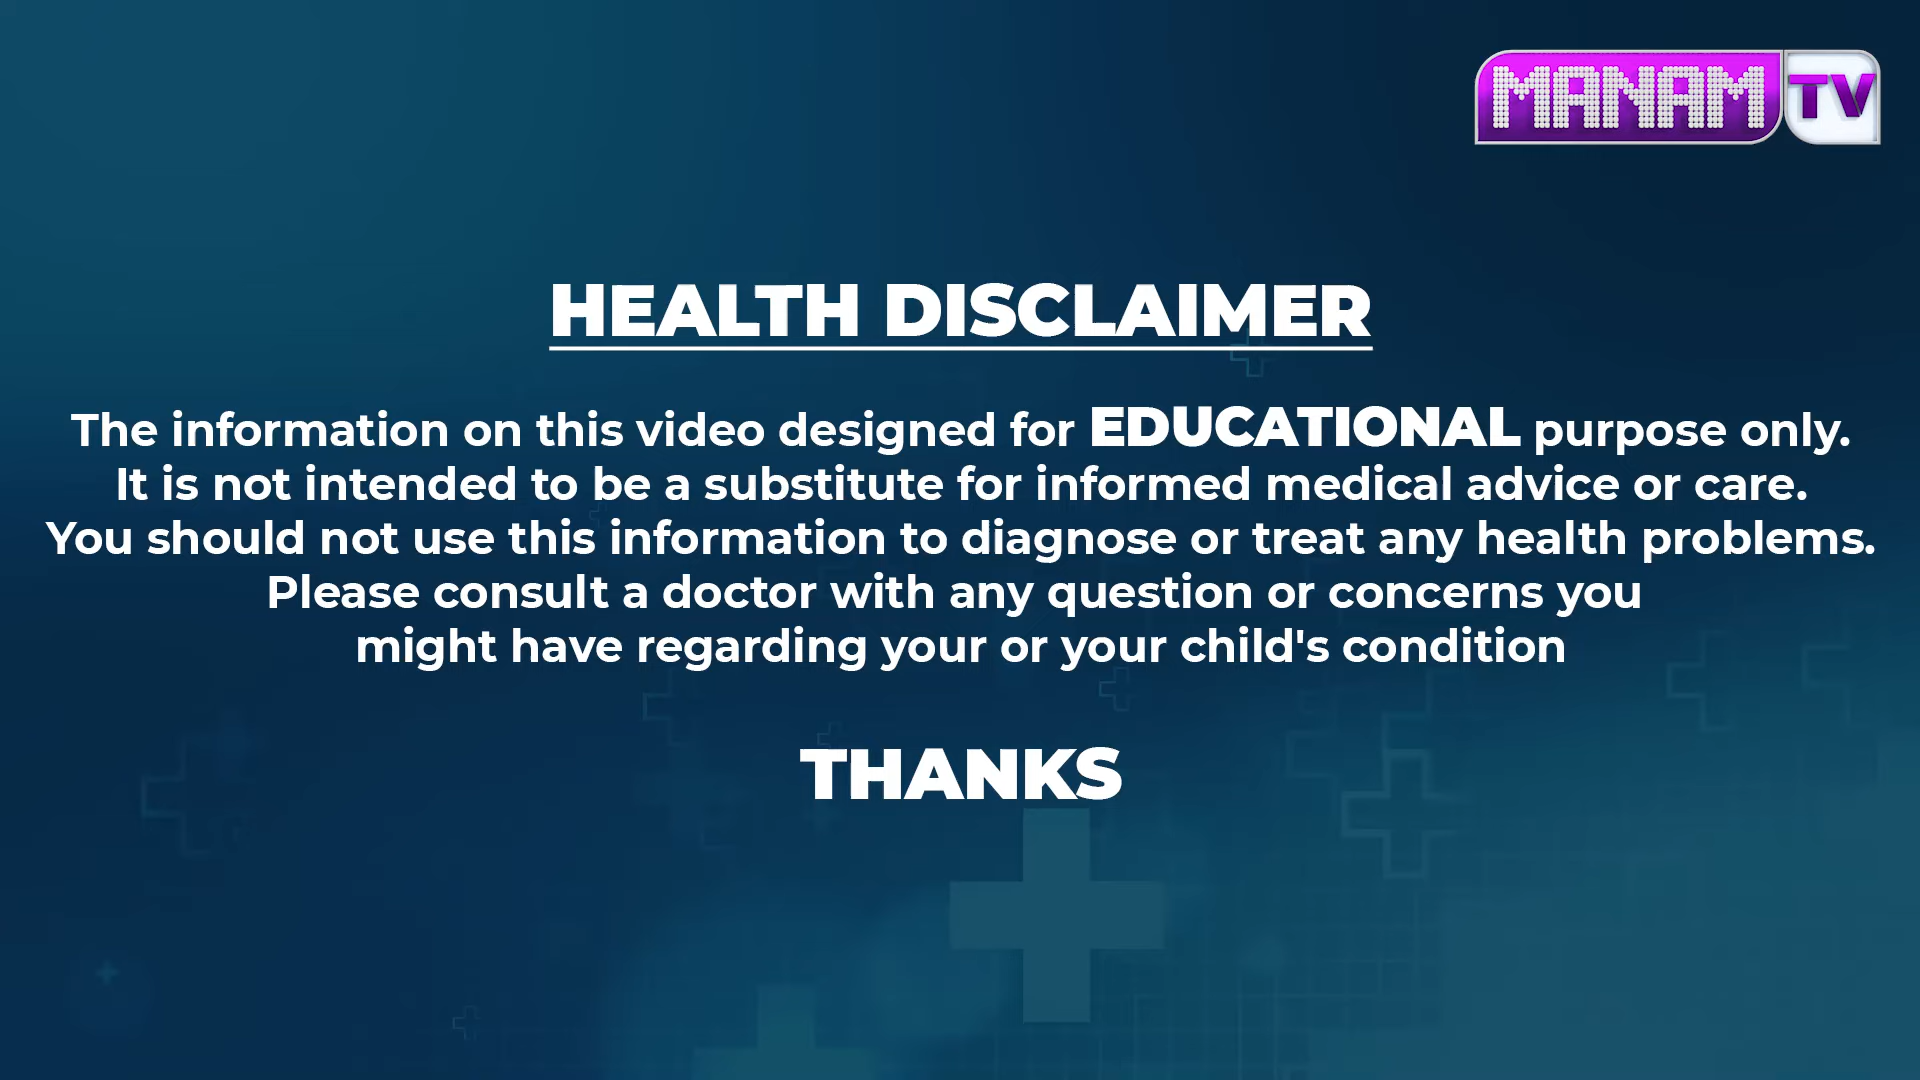 MANAM TV
HEALTH DISCLAIMER
The information on this video designed for EDUCATIONAL purpose only.
It is not intended to be a substitute for informed medical advice or care.
You should not use this information to diagnose or treat any health problems.
Please consult a doctor with any question or concerns you
might have regarding your or your child's condition
THANKS